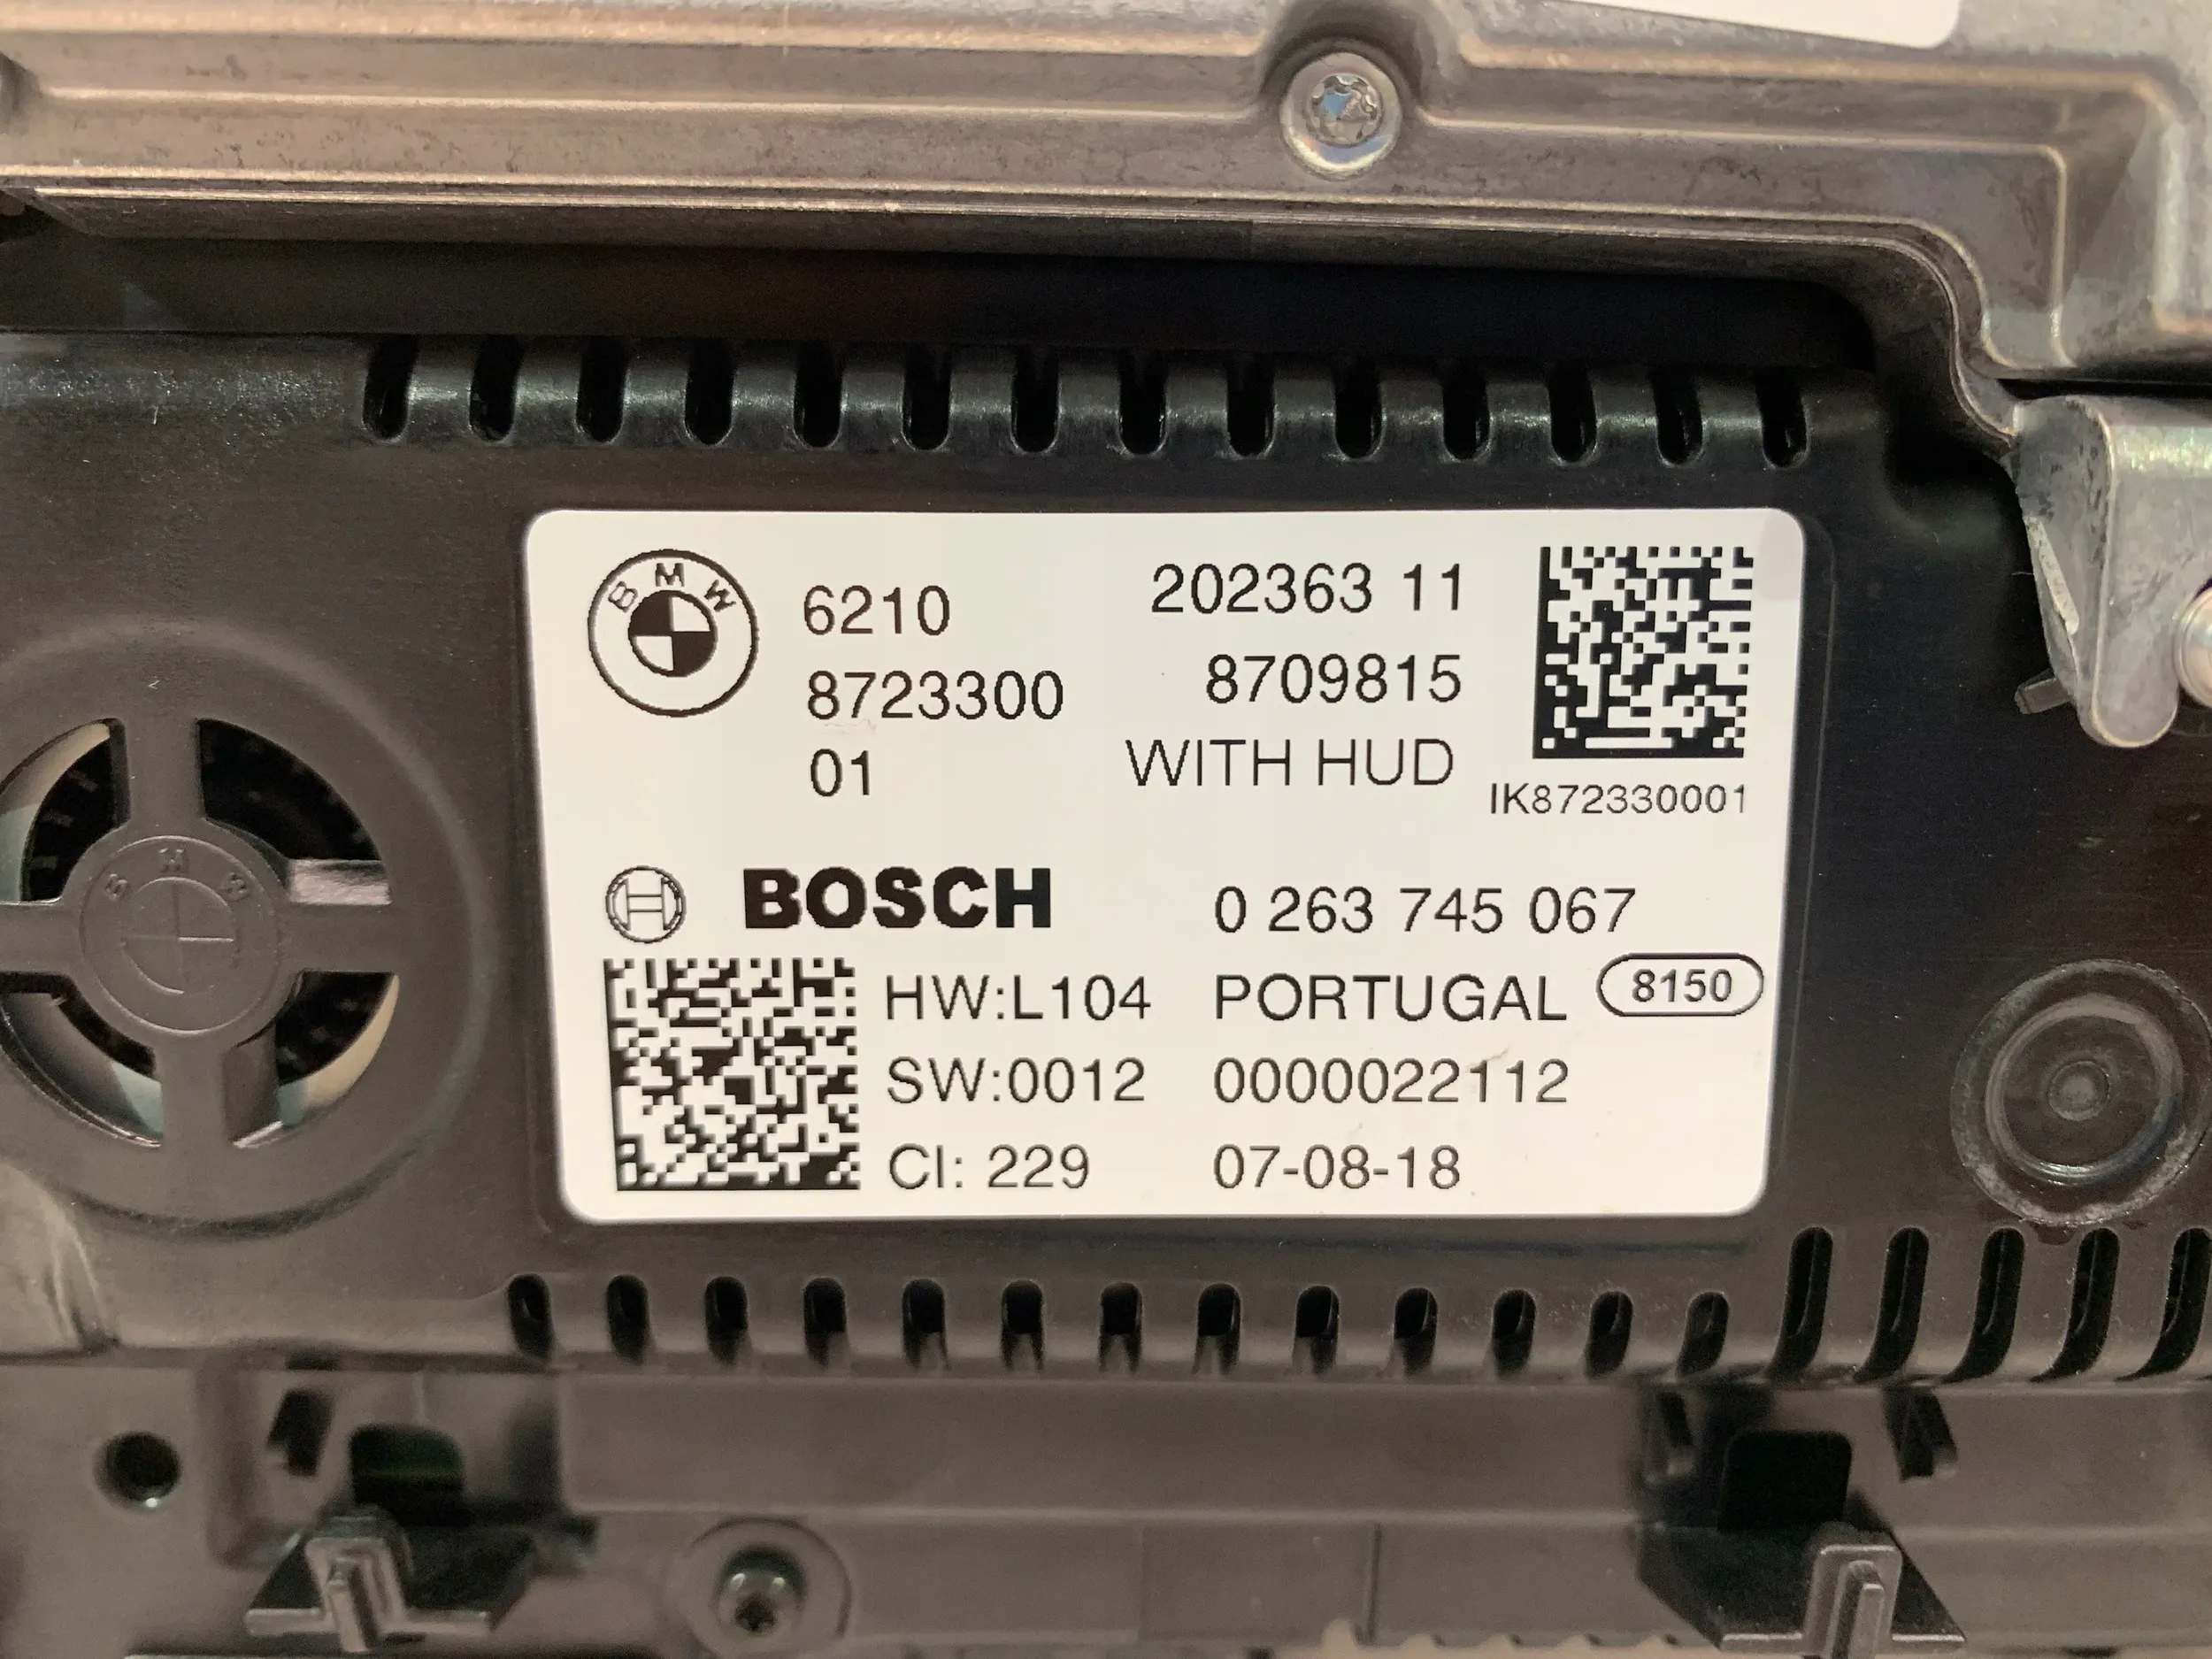 BMW
6210
8723300
01
202363 11
8709815
WITH HUD
IK872330001
BOSCH
0 263 745 067
HW:L104
PORTUGAL
8150
SW:0012
0000022112
CI: 229
07-08-18
BMW